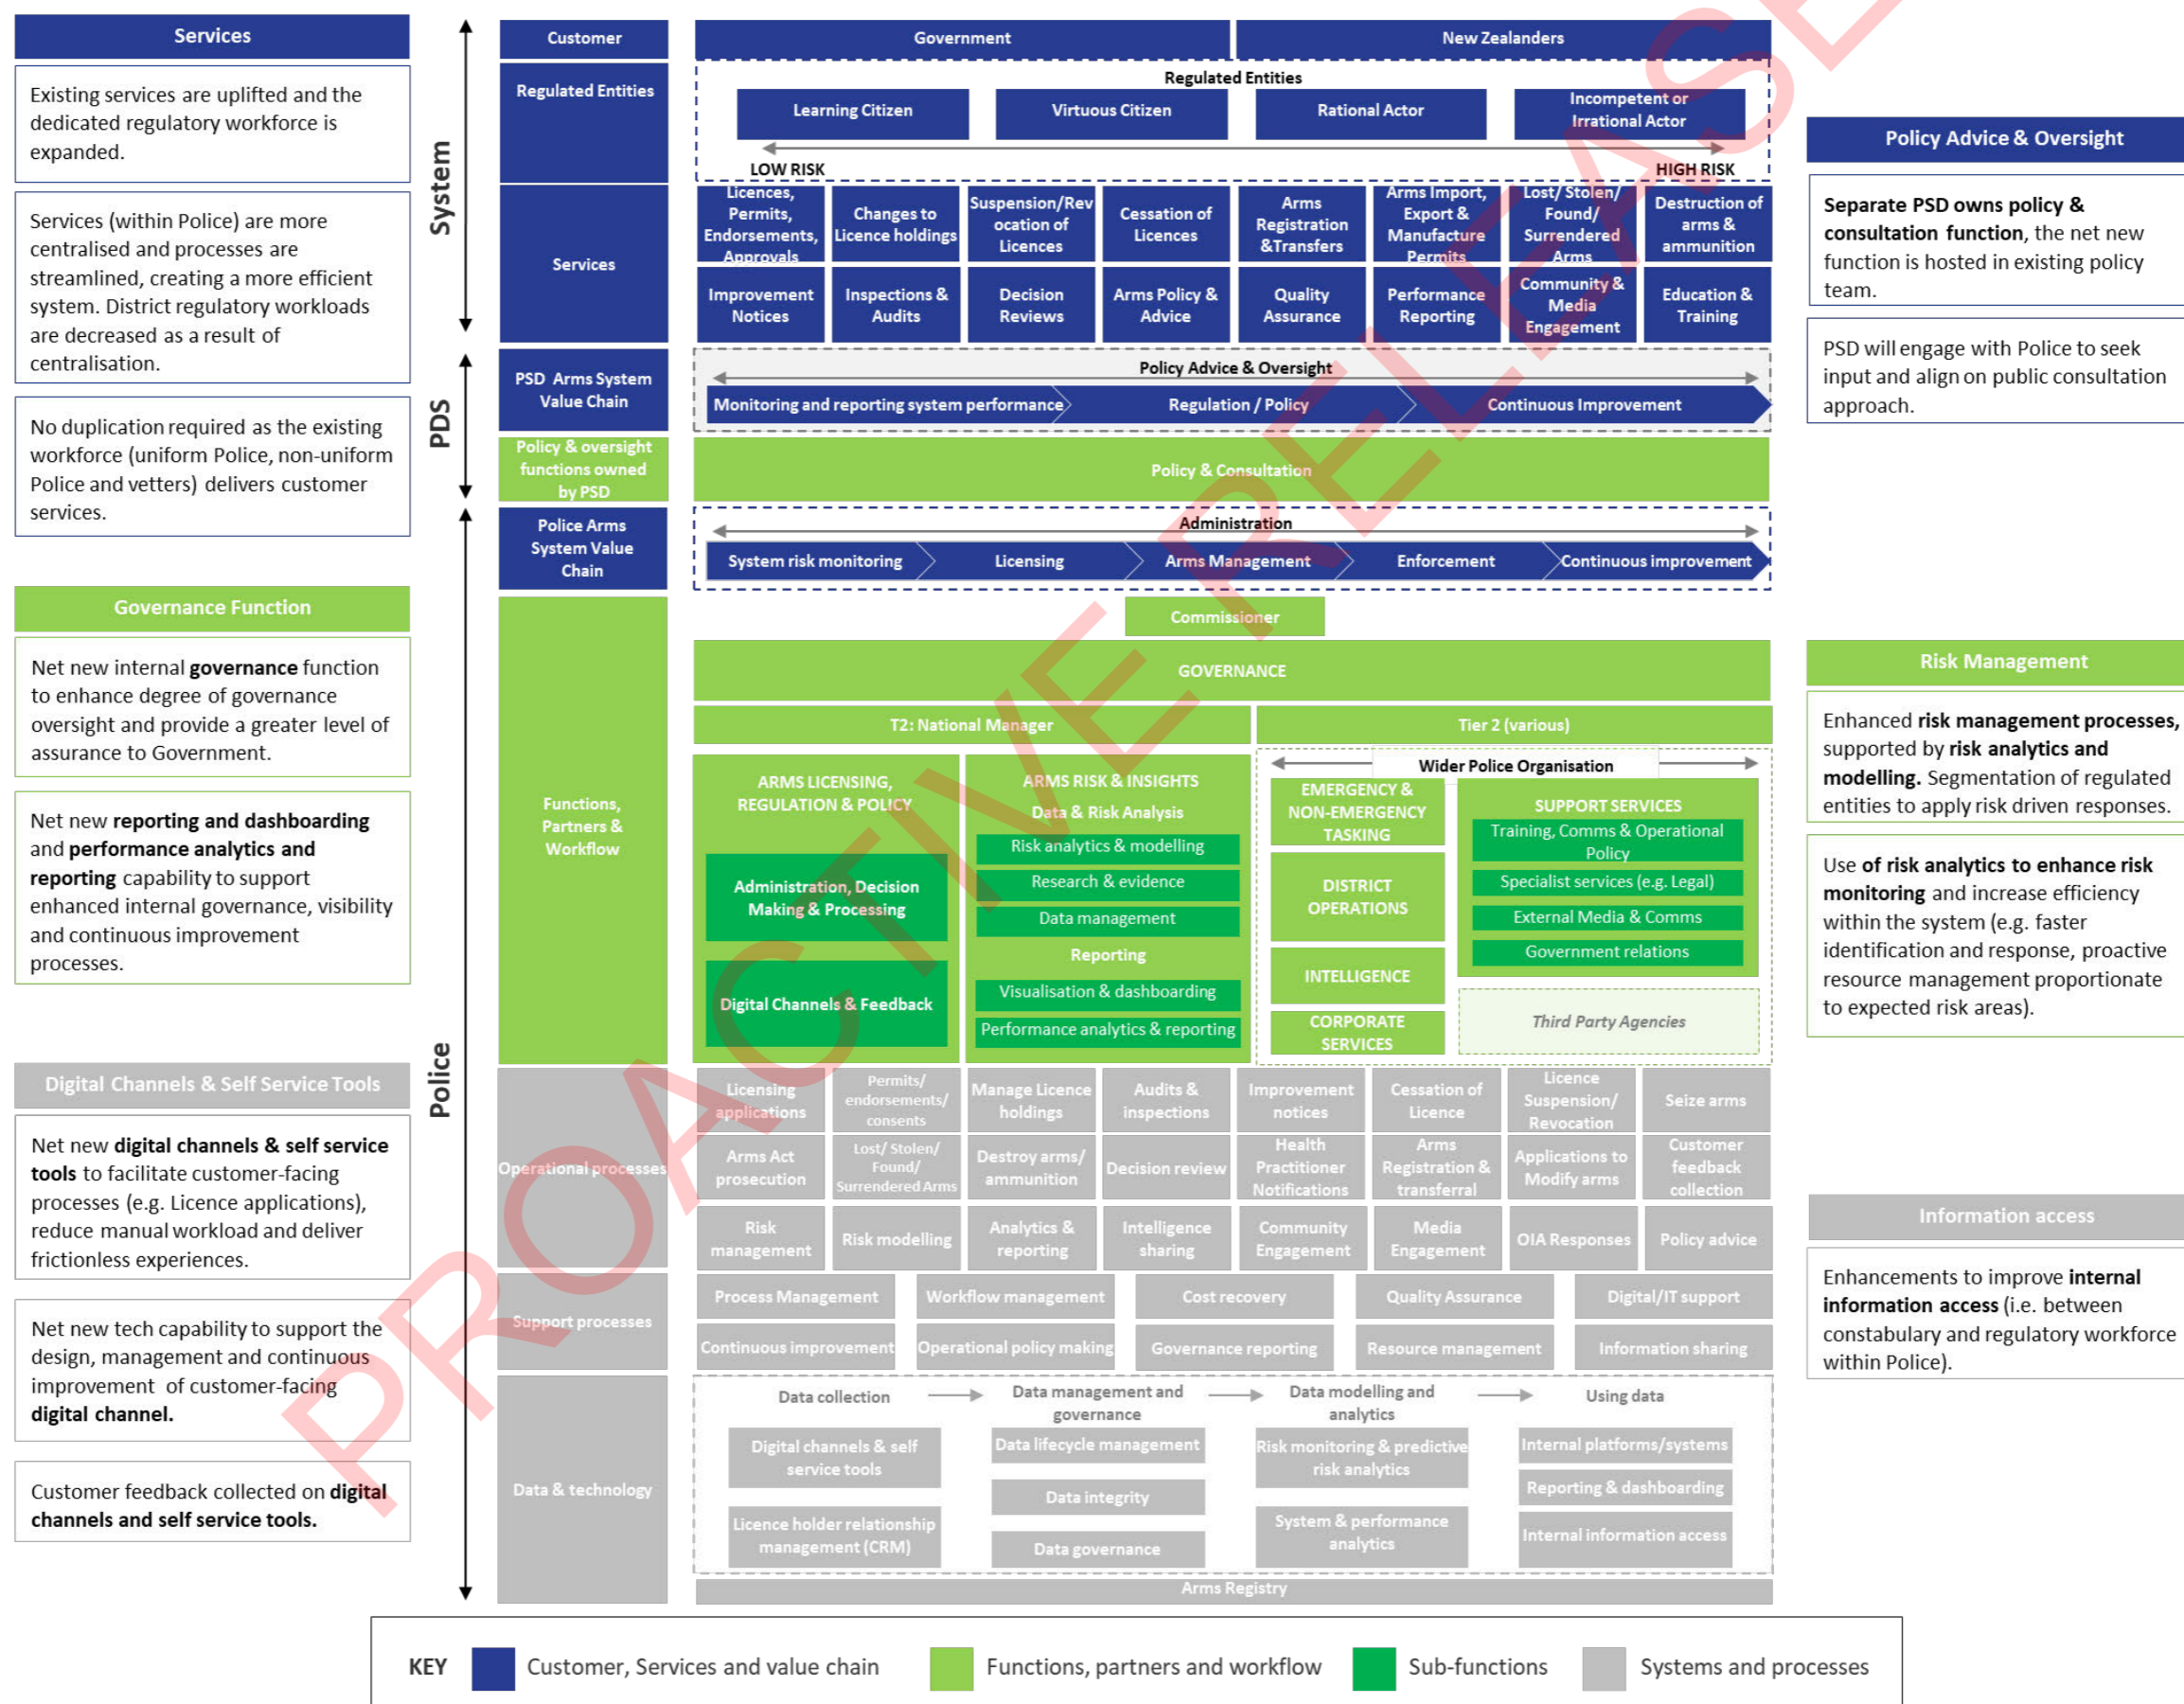 Services
Existing services are uplifted and the
dedicated regulatory workforce is
expanded.
Services (within Police) are more
centralised and processes are
streamlined, creating a more efficient
system. District regulatory workloads
are decreased as a result of
centralisation.
No duplication required as the existing
workforce (uniform Police, non-uniform
Police and vetters) delivers customer
services.
Governance Function
Net new internal governance function
to enhance degree of governance
oversight and provide a greater level of
assurance to Government.
Net new reporting and dashboarding
and performance analytics and
reporting capability to support
enhanced internal governance, visibility
and continuous improvement
processes.
Digital Channels & Self Service Tools
Net new digital channels & self service
tools to facilitate customer-facing
processes (e.g. Licence applications),
reduce manual workload and deliver
frictionless experiences.
Net new tech capability to support the
design, management and continuous
improvement of customer-facing
digital channel.
Customer feedback collected on digital
channels and self service tools.
System
PDS
Police
Customer
Government
New Zealanders
Regulated Entities
Regulated Entities
Learning Citizen
Virtuous Citizen
Rational Actor
Incompetent or
Irrational Actor
LOW RISK
HIGH RISK
Services
Licences,
Permits,
Endorsements,
Approvals
Changes to
Licence holdings
Suspension/Rev
ocation of
Licences
Cessation of
Licences
Arms
Registration
&Transfers
Arms Import,
Export &
Manufacture
Permits
Lost/ Stolen/
Found/
Surrendered
Arms
Destruction of
arms &
ammunition
Improvement
Notices
Inspections &
Audits
Decision
Reviews
Arms Policy &
Advice
Quality
Assurance
Performance
Reporting
Community &
Media
Engagement
Education &
Training
PSD Arms System
Value Chain
Policy Advice & Oversight
Monitoring and reporting system performance
Regulation / Policy
Continuous Improvement
Policy & oversight
functions owned
by PSD
Policy & Consultation
Police Arms
System Value
Chain
Administration
System risk monitoring
Licensing
Arms Management
Enforcement
Continuous improvement
Functions,
Partners &
Workflow
Commissioner
GOVERNANCE
T2: National Manager
Tier 2 (various)
ARMS LICENSING,
REGULATION & POLICY
Administration, Decision
Making & Processing
Digital Channels & Feedback
ARMS RISK & INSIGHTS
Data & Risk Analysis
Risk analytics & modelling
Research & evidence
Data management
Reporting
Visualisation & dashboarding
Performance analytics & reporting
Wider Police Organisation
EMERGENCY &
NON-EMERGENCY
TASKING
DISTRICT
OPERATIONS
INTELLIGENCE
CORPORATE
SERVICES
SUPPORT SERVICES
Training, Comms & Operational
Policy
Specialist services (e.g. Legal)
External Media & Comms
Government relations
Third Party Agencies
Operational processes
Licensing
applications
Permits/
endorsements/
consents
Manage Licence
holdings
Audits &
inspections
Improvement
notices
Cessation of
Licence
Licence
Suspension/
Revocation
Seize arms
Arms Act
prosecution
Lost/ Stolen/
Found/
Surrendered Arms
Destroy arms/
ammunition
Decision review
Health
Practitioner
Notifications
Arms
Registration &
transferral
Applications to
Modify arms
Customer
feedback
collection
Risk
management
Risk modelling
Analytics &
reporting
Intelligence
sharing
Community
Engagement
Media
Engagement
OIA Responses
Policy advice
Support processes
Process Management
Workflow management
Cost recovery
Quality Assurance
Digital/IT support
Continuous improvement
Operational policy making
Governance reporting
Resource management
Information sharing
Data & technology
Data collection
Data management and
governance
Data modelling and
analytics
Using data
Digital channels & self
service tools
Licence holder relationship
management (CRM)
Data lifecycle management
Data integrity
Data governance
Risk monitoring & predictive
risk analytics
System & performance
analytics
Internal platforms/systems
Reporting & dashboarding
Internal information access
Arms Registry
Policy Advice & Oversight
Separate PSD owns policy &
consultation function, the net new
function is hosted in existing policy
team.
PSD will engage with Police to seek
input and align on public consultation
approach.
Risk Management
Enhanced risk management processes,
supported by risk analytics and
modelling. Segmentation of regulated
entities to apply risk driven responses.
Use of risk analytics to enhance risk
monitoring and increase efficiency
within the system (e.g. faster
identification and response, proactive
resource management proportionate
to expected risk areas).
Information access
Enhancements to improve internal
information access (i.e. between
constabulary and regulatory workforce
within Police).
KEY
Customer, Services and value chain
Functions, partners and workflow
Sub-functions
Systems and processes
PROACTIVE RELEASE